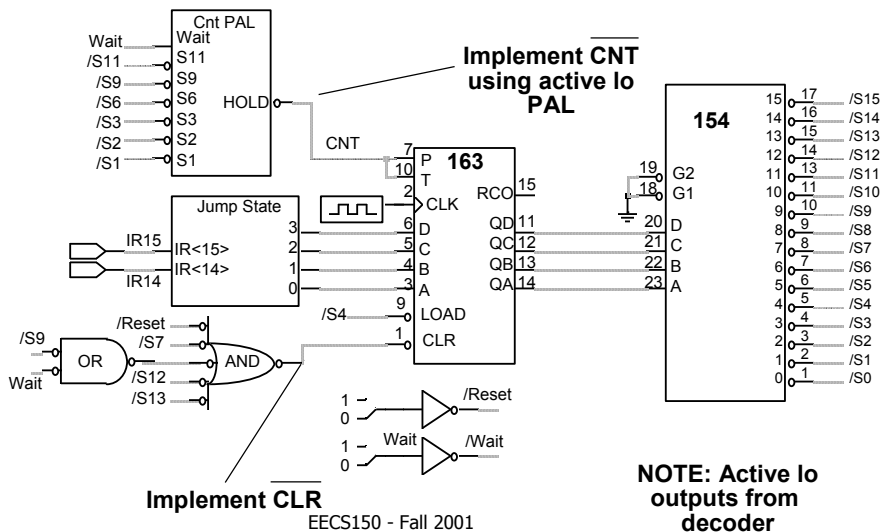 Cnt PAL
Wait
Wait
/S11
S11
/S9
S9
/S6
S6
HOLD
/S3
S3
/S2
S2
/S1
S1
Implement CNT
using active lo
PAL
CNT
163
7
P
10
T
2
CLK
RCO
15
6
D
QD
11
5
C
QC
12
4
B
QB
13
3
A
QA
14
9
LOAD
/S4
1
CLR
Jump State
IR15
IR<15>
IR14
IR<14>
3
2
1
0
154
19
G2
18
G1
20
D
21
C
22
B
23
A
15
17
/S15
14
16
/S14
13
15
/S13
12
14
/S12
11
13
/S11
10
11
/S10
9
10
/S9
8
9
/S8
7
8
/S7
6
7
/S6
5
6
/S5
4
5
/S4
3
4
/S3
2
3
/S2
1
2
/S1
0
1
/S0
/Reset
/S7
/S9
Wait
OR
AND
/S12
/S13
1
0
/Reset
1
0
Wait
/Wait
Implement CLR
EECS150 - Fall 2001
NOTE: Active lo
outputs from
decoder